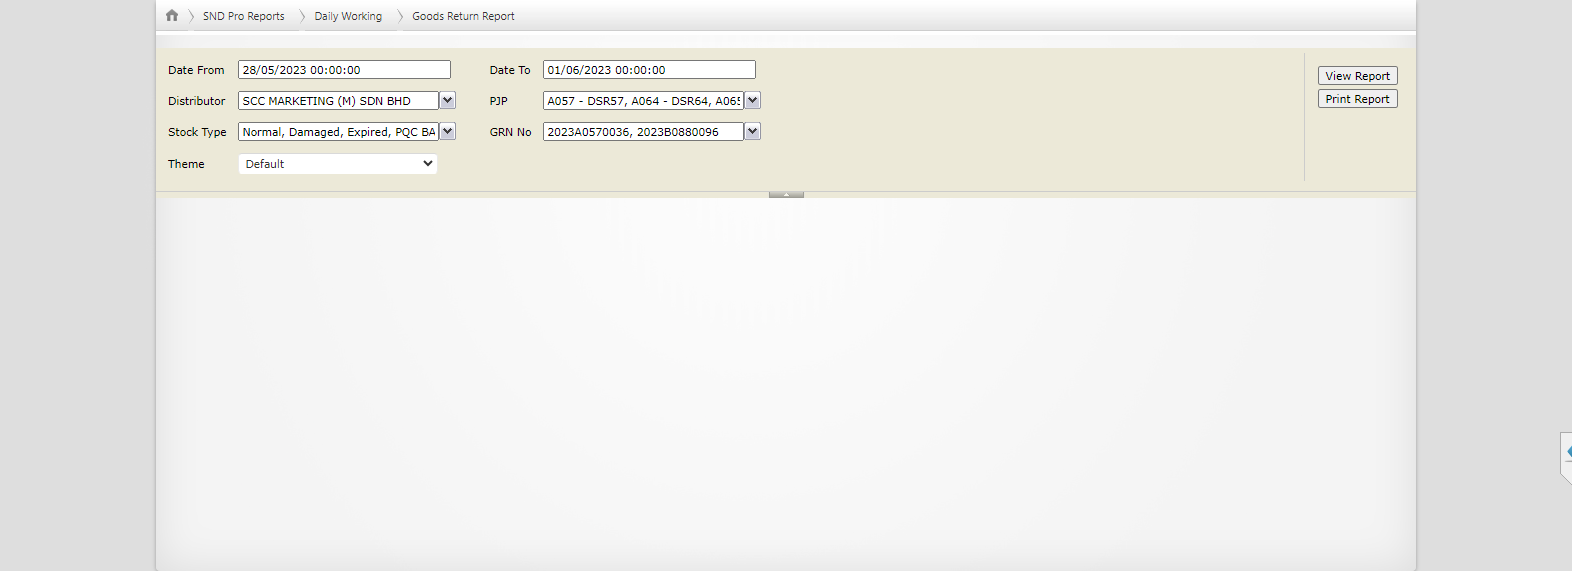 SND Pro Reports Daily Working Goods Return Report
Date From 28/05/2023 00:00:00 Date To 01/06/2023 00:00:00 View Report
Distributor SCC MARKETING (M) SDN BHD PJP A057 - DSR57, A064 - DSR64, A065 Print Report
Stock Type Normal, Damaged, Expired, PQC BA GRN No 2023A0570036, 2023B0880096
Theme Default